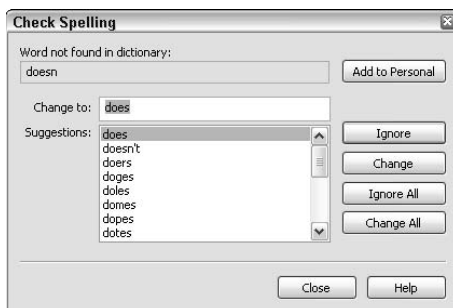 Check Spelling
Word not found in dictionary:
doesn
Add to Personal
Change to: does
Suggestions: does
doesn't
doers
doges
doles
domes
dopes
dotes
Ignore
Change
Ignore All
Change All
Close Help